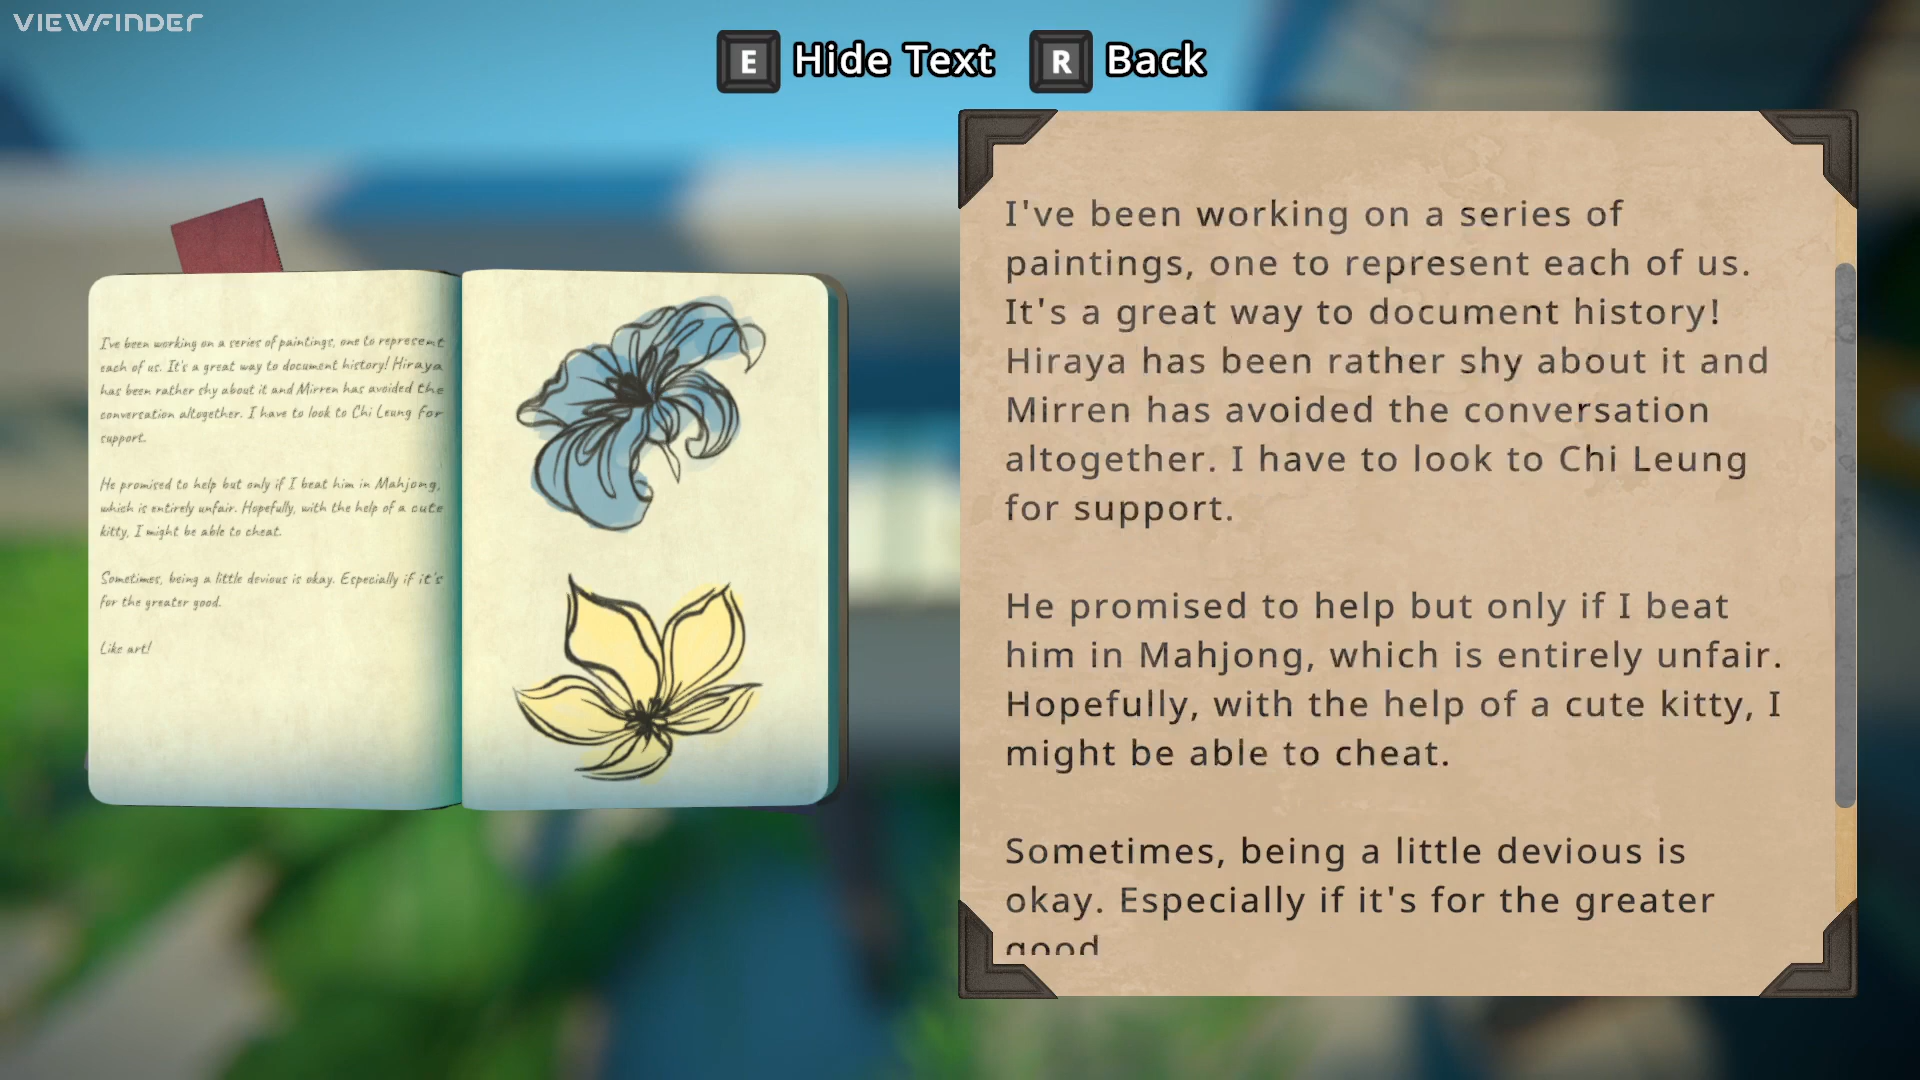 VIEWFINDER
E Hide Text R Back
I've been working on a series of paintings, one to represent
each of us. It's a great way to document history! Hiraya
has been rather shy about it and Mirren has avoided the
conversation altogether. I have to look to Chi Leung for
support.
He promised to help but only if I beat him in Mahjong,
which is entirely unfair. Hopefully, with the help of a cute
kitty, I might be able to cheat.
Sometimes, being a little devious is okay. Especially if it's
for the greater good.
Like art!
I've been working on a series of
paintings, one to represent each of us.
It's a great way to document history!
Hiraya has been rather shy about it and
Mirren has avoided the conversation
altogether. I have to look to Chi Leung
for support.
He promised to help but only if I beat
him in Mahjong, which is entirely unfair.
Hopefully, with the help of a cute kitty, I
might be able to cheat.
Sometimes, being a little devious is
okay. Especially if it's for the greater
good